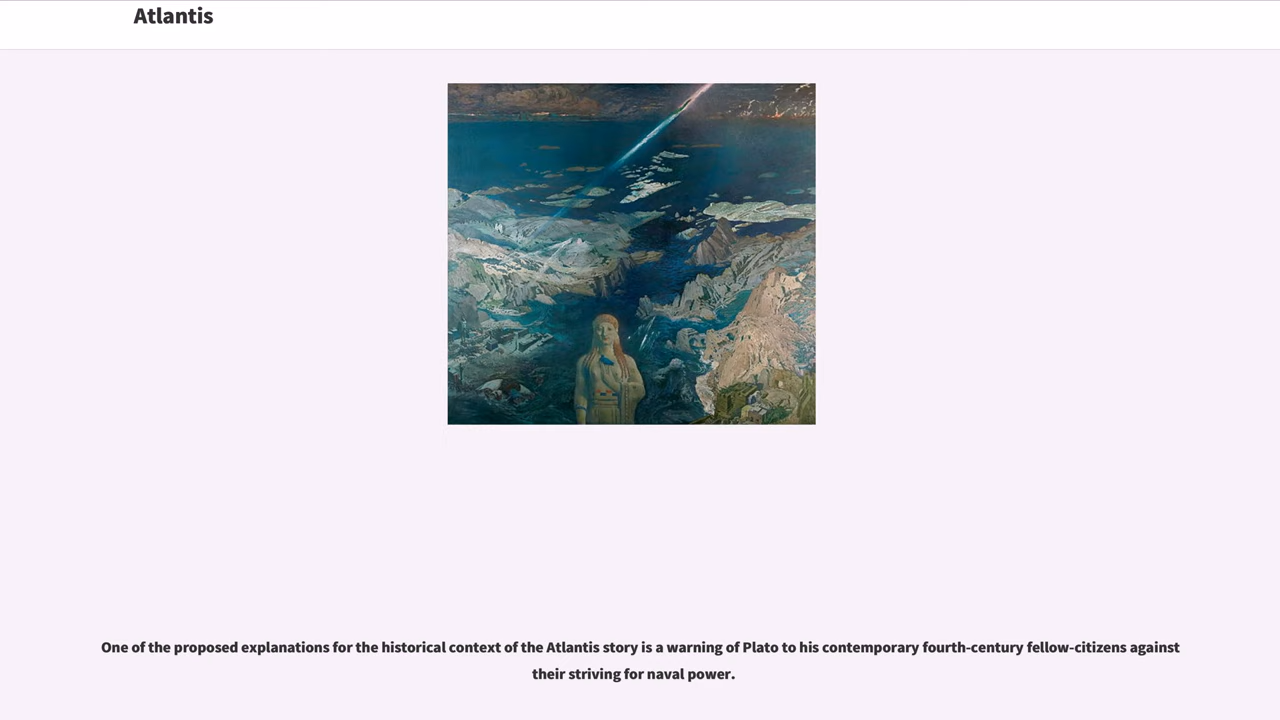 Atlantis
One of the proposed explanations for the historical context of the Atlantis story is a warning of Plato to his contemporary fourth-century fellow-citizens against
their striving for naval power.